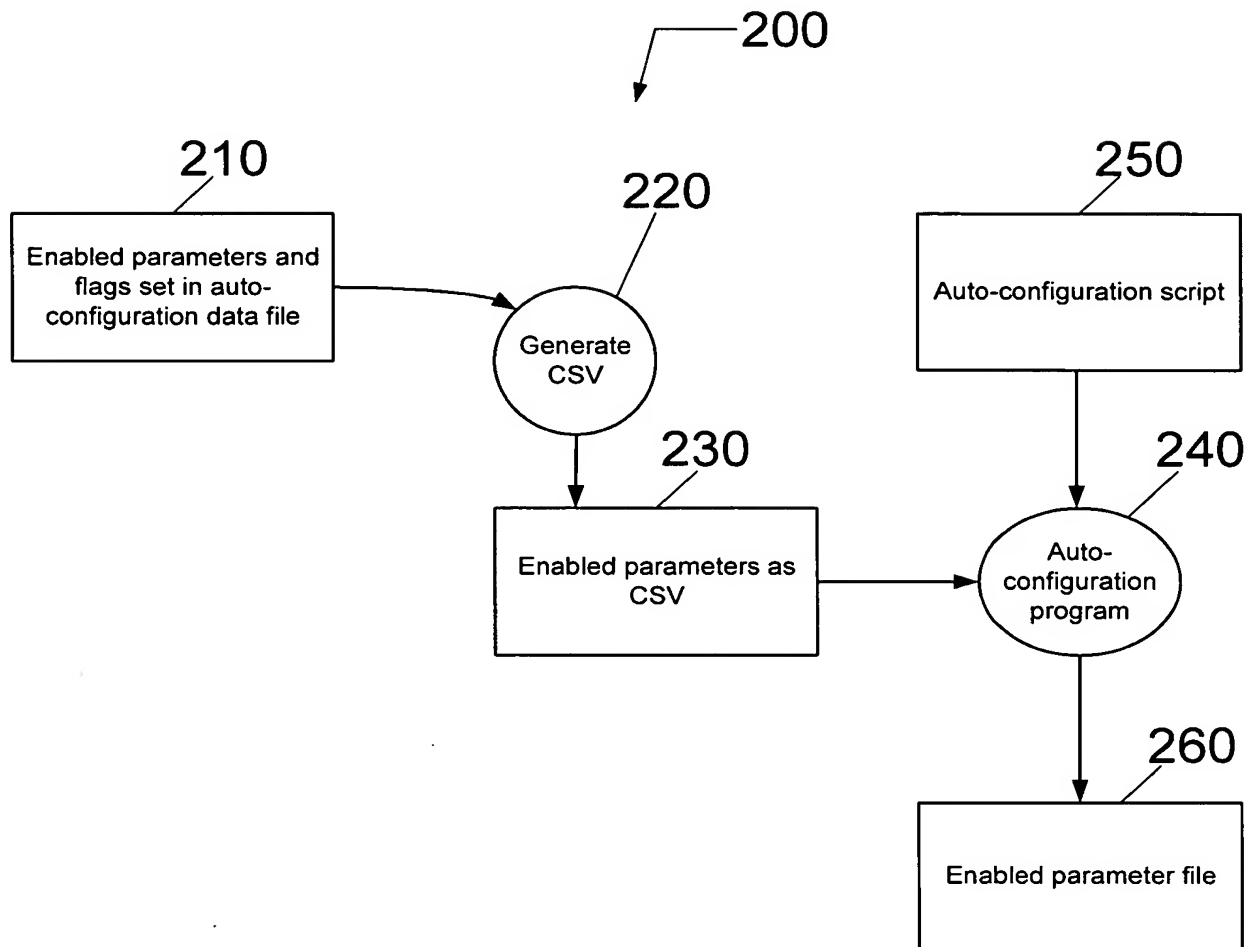 200
210
220
250
Enabled parameters and
flags set in auto-
configuration data file
Auto-configuration script
Generate
CSV
230
240
Enabled parameters as
CSV
Auto-
configuration
program
260
Enabled parameter file